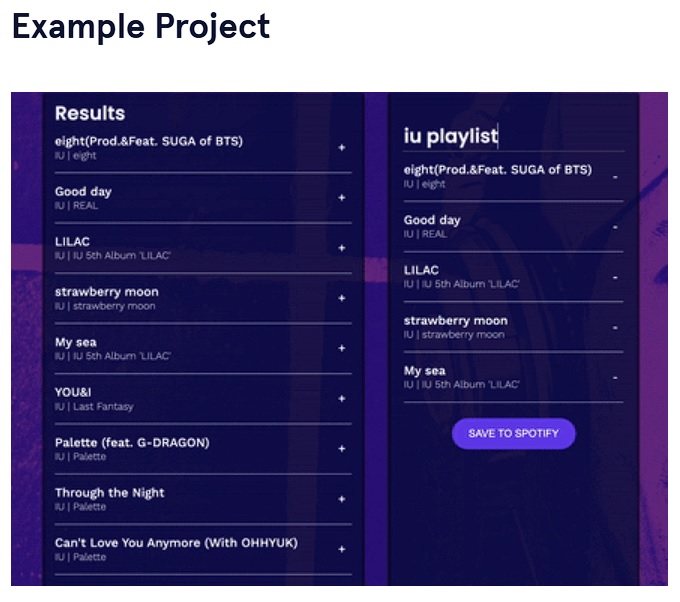 Example Project
Results
eight(Prod.&Feat. SUGA of BTS)
IU | eight
+
Good day
IU | REAL
+
LILAC
IU | IU 5th Album 'LILAC'
+
strawberry moon
IU | strawberry moon
+
My sea
IU | IU 5th Album 'LILAC'
+
YOU&I
IU | Last Fantasy
+
Palette (feat. G-DRAGON)
IU | Palette
+
Through the Night
IU | Palette
+
Can't Love You Anymore (With OHHYUK)
IU | Palette
+
iu playlist
eight(Prod.&Feat. SUGA of BTS)
IU | eight
-
Good day
IU | REAL
-
LILAC
IU | IU 5th Album 'LILAC'
-
strawberry moon
IU | strawberry moon
-
My sea
IU | IU 5th Album 'LILAC'
-
SAVE TO SPOTIFY